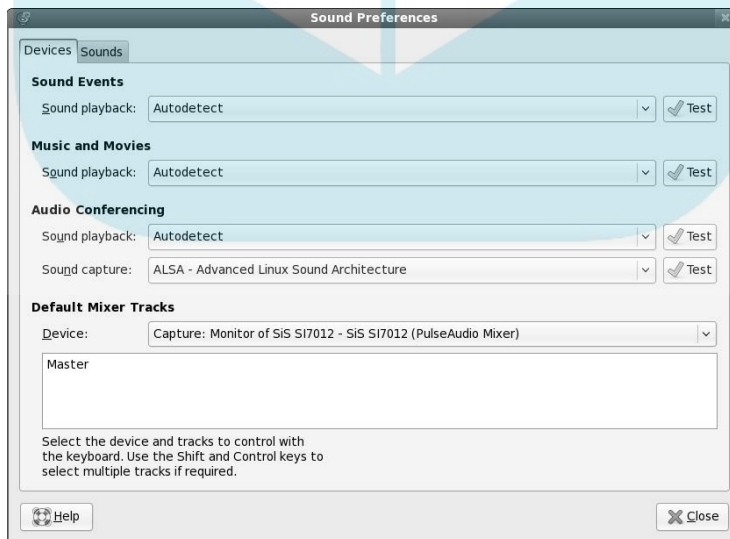 Sound Preferences
Devices Sounds
Sound Events
Sound playback: Autodetect Test
Music and Movies
Sound playback: Autodetect Test
Audio Conferencing
Sound playback: Autodetect Test
Sound capture: ALSA - Advanced Linux Sound Architecture Test
Default Mixer Tracks
Device: Capture: Monitor of SiS SI7012 - SiS SI7012 (PulseAudio Mixer)
Master
Select the device and tracks to control with
the keyboard. Use the Shift and Control keys to
select multiple tracks if required.
Help Close